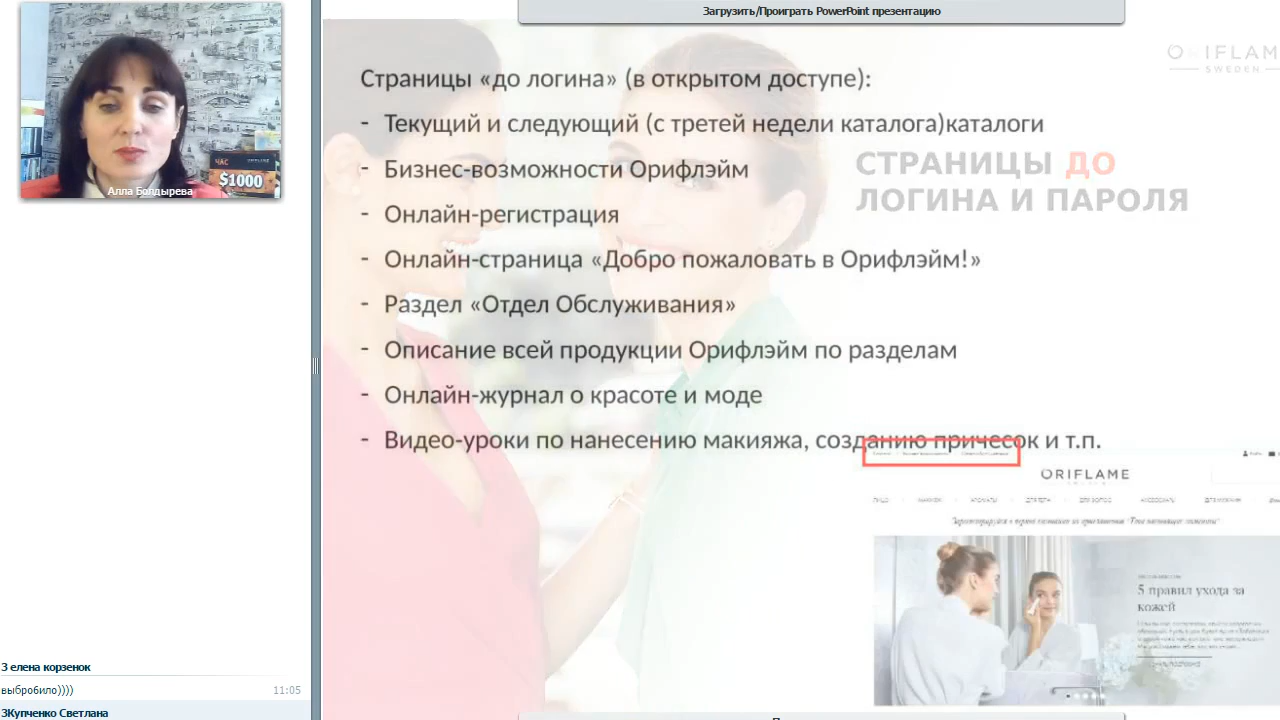 Загрузить/Проиграть PowerPoint презентацию
ORIFLAM
SWEDEN
Страницы «до логина» (в открытом доступе):
- Текущий и следующий (с третей недели каталога)каталоги
- Бизнес-возможности Орифлэйм
- Онлайн-регистрация
- Онлайн-страница «Добро пожаловать в Орифлэйм!»
- Раздел «Отдел Обслуживания»
- Описание всей продукции Орифлэйм по разделам
- Онлайн-журнал о красоте и моде
- Видео-уроки по нанесению макияжа, созданию причесок и т.п.
СТРАНИЦЫ ДО
ЛОГИНА И ПАРОЛЯ
ORIFLAME
5 правил ухода за
кожей
ЧАС
$1000
Алла Болдырева
3 елена корзенок
выбробило))))
11:05
3Купченко Светлана